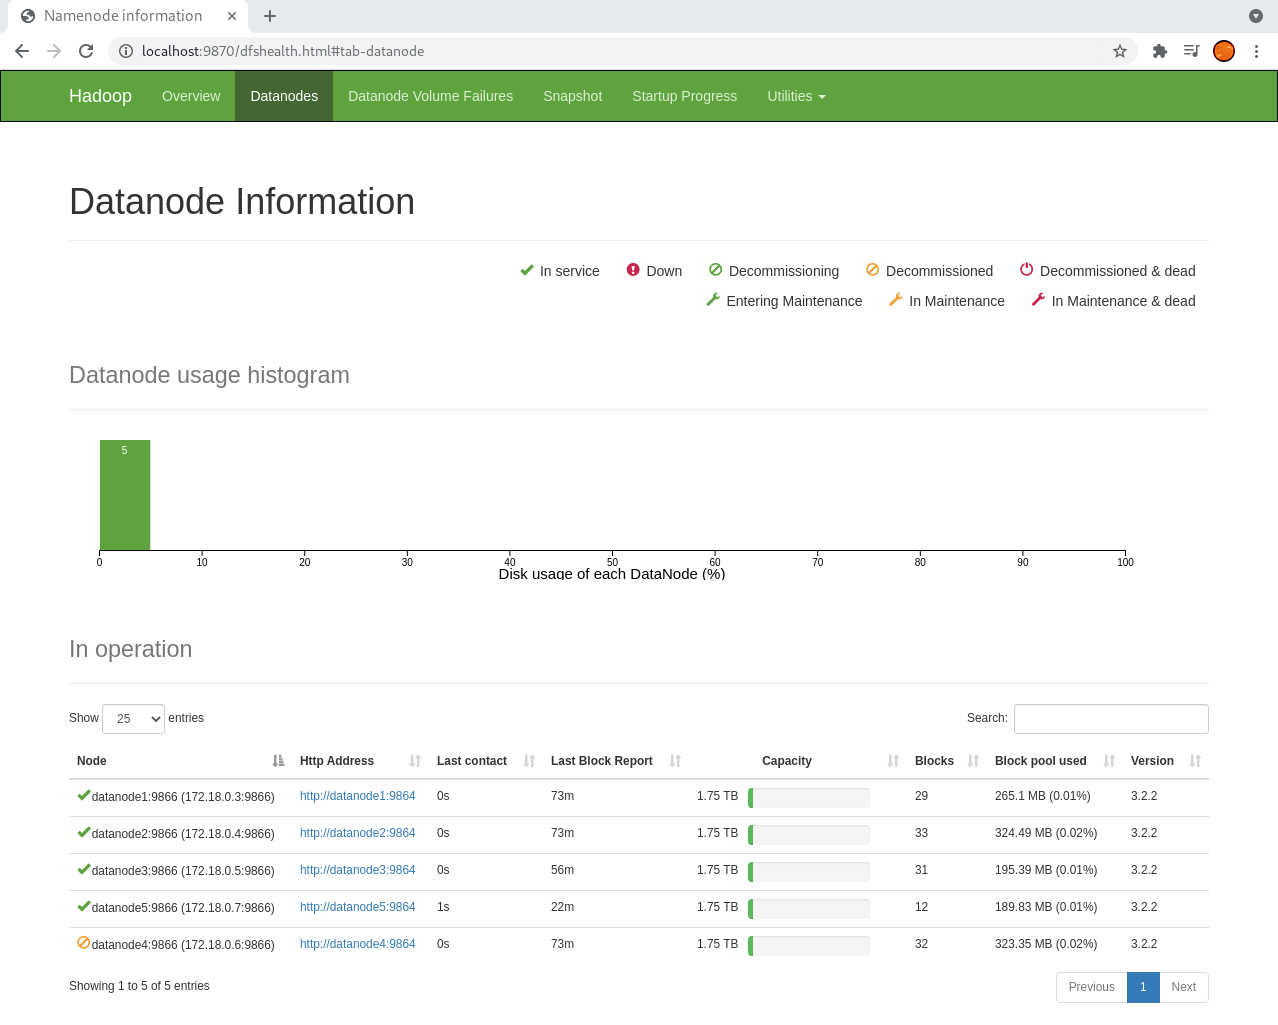 Namenode information
localhost:9870/dfshealth.html#tab-datanode
Hadoop Overview Datanodes Datanode Volume Failures Snapshot Startup Progress Utilities
Datanode Information
In service Down Decommissioning Decommissioned Decommissioned & dead
Entering Maintenance In Maintenance In Maintenance & dead
Datanode usage histogram
5
0 10 20 30 40 50 60 70 80 90 100
Disk usage of each DataNode (%)
In operation
Show 25 entries Search:
Node Http Address Last contact Last Block Report Capacity Blocks Block pool used Version
datanode1:9866 (172.18.0.3:9866) http://datanode1:9864 0s 73m 1.75 TB 29 265.1 MB (0.01%) 3.2.2
datanode2:9866 (172.18.0.4:9866) http://datanode2:9864 0s 73m 1.75 TB 33 324.49 MB (0.02%) 3.2.2
datanode3:9866 (172.18.0.5:9866) http://datanode3:9864 0s 56m 1.75 TB 31 195.39 MB (0.01%) 3.2.2
datanode5:9866 (172.18.0.7:9866) http://datanode5:9864 1s 22m 1.75 TB 12 189.83 MB (0.01%) 3.2.2
datanode4:9866 (172.18.0.6:9866) http://datanode4:9864 0s 73m 1.75 TB 32 323.35 MB (0.02%) 3.2.2
Showing 1 to 5 of 5 entries Previous 1 Next